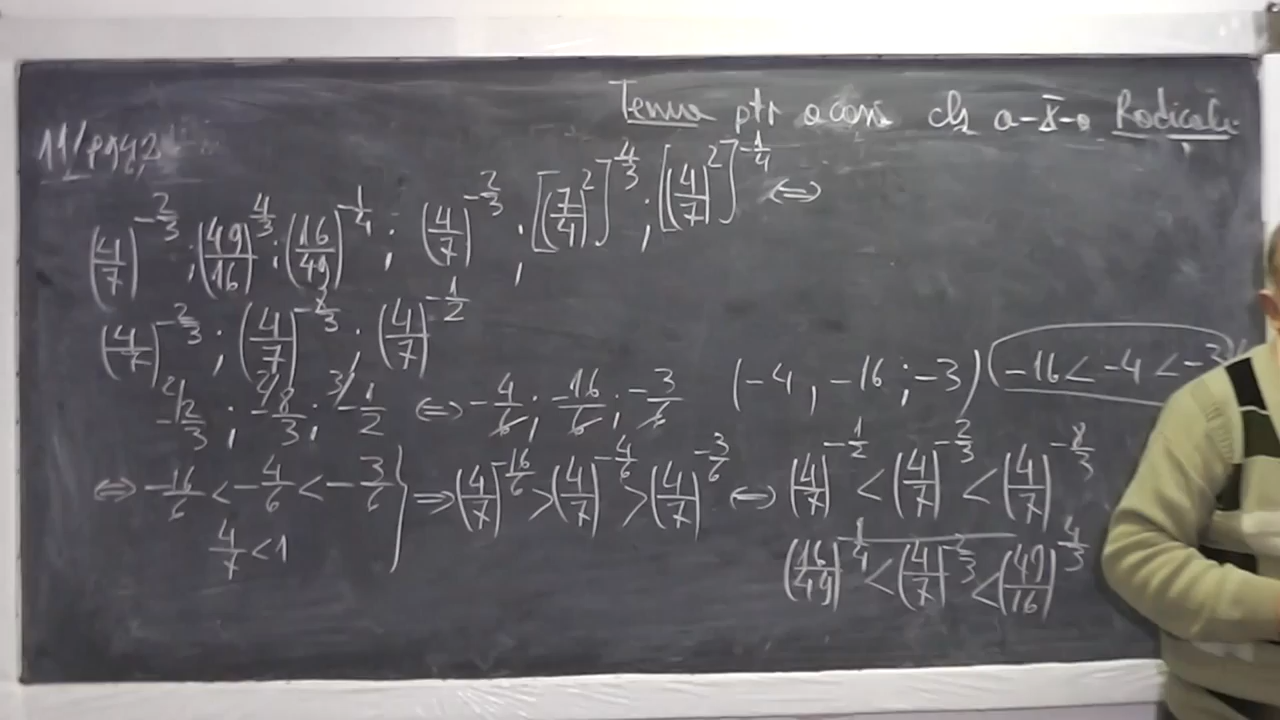 Tema ptr acasă cls a-X-a Radicali
11/pag,2
(4/7)^{-2/3} ; (49/16)^{4/3} ; (16/49)^{-1/4} ; (4/7)^{-2/3} ; [(7/4)^2]^{4/3} ; [(4/7)^2]^{-1/4} ⇔
(4/7)^{-2/3} ; (4/7)^{-8/3} ; (4/7)^{-1/2}
2/ -2/3 ; 2/ -8/3 ; 3/ -1/2 ⇔ -4/6 ; -16/6 ; -3/6 (-4, -16; -3) -16 < -4 < -3
⇔ -16/6 < -4/6 < -3/6 } ⇒ (4/7)^{-16/6} > (4/7)^{-4/6} > (4/7)^{-3/6} ⇔ (4/7)^{-1/2} < (4/7)^{-2/3} < (4/7)^{-8/3}
4/7 < 1
(16/49)^{-1/4} < (4/7)^{-2/3} < (49/16)^{4/3}